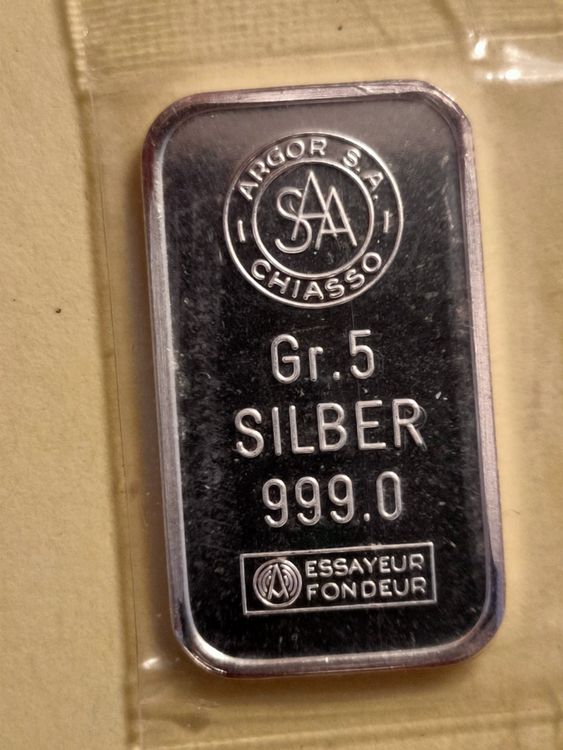 ARGOR S.A.
SAA
CHIASSO
Gr.5
SILBER
999.0
A ESSAYEUR
FONDEUR